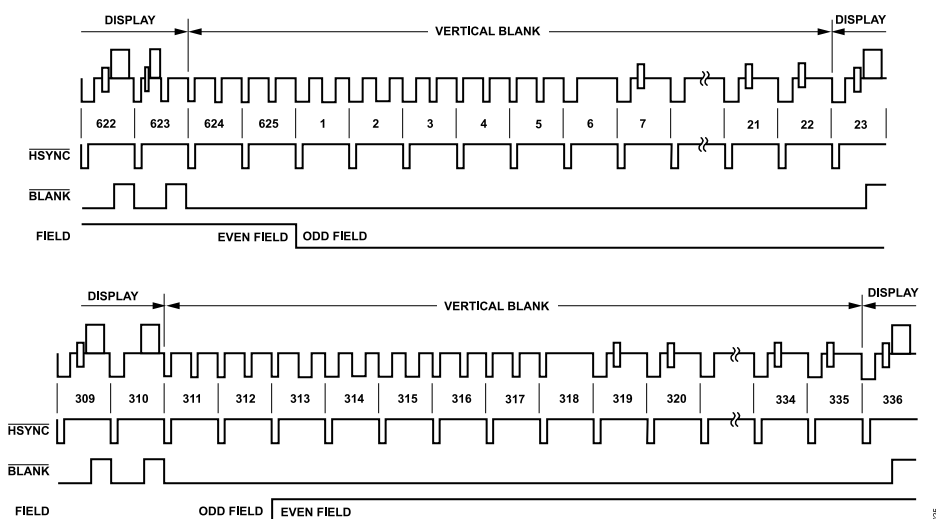 DISPLAY VERTICAL BLANK DISPLAY
622 623 624 625 1 2 3 4 5 6 7 21 22 23
HSYNC
BLANK
FIELD EVEN FIELD ODD FIELD
DISPLAY VERTICAL BLANK DISPLAY
309 310 311 312 313 314 315 316 317 318 319 320 334 335 336
HSYNC
BLANK
FIELD ODD FIELD EVEN FIELD